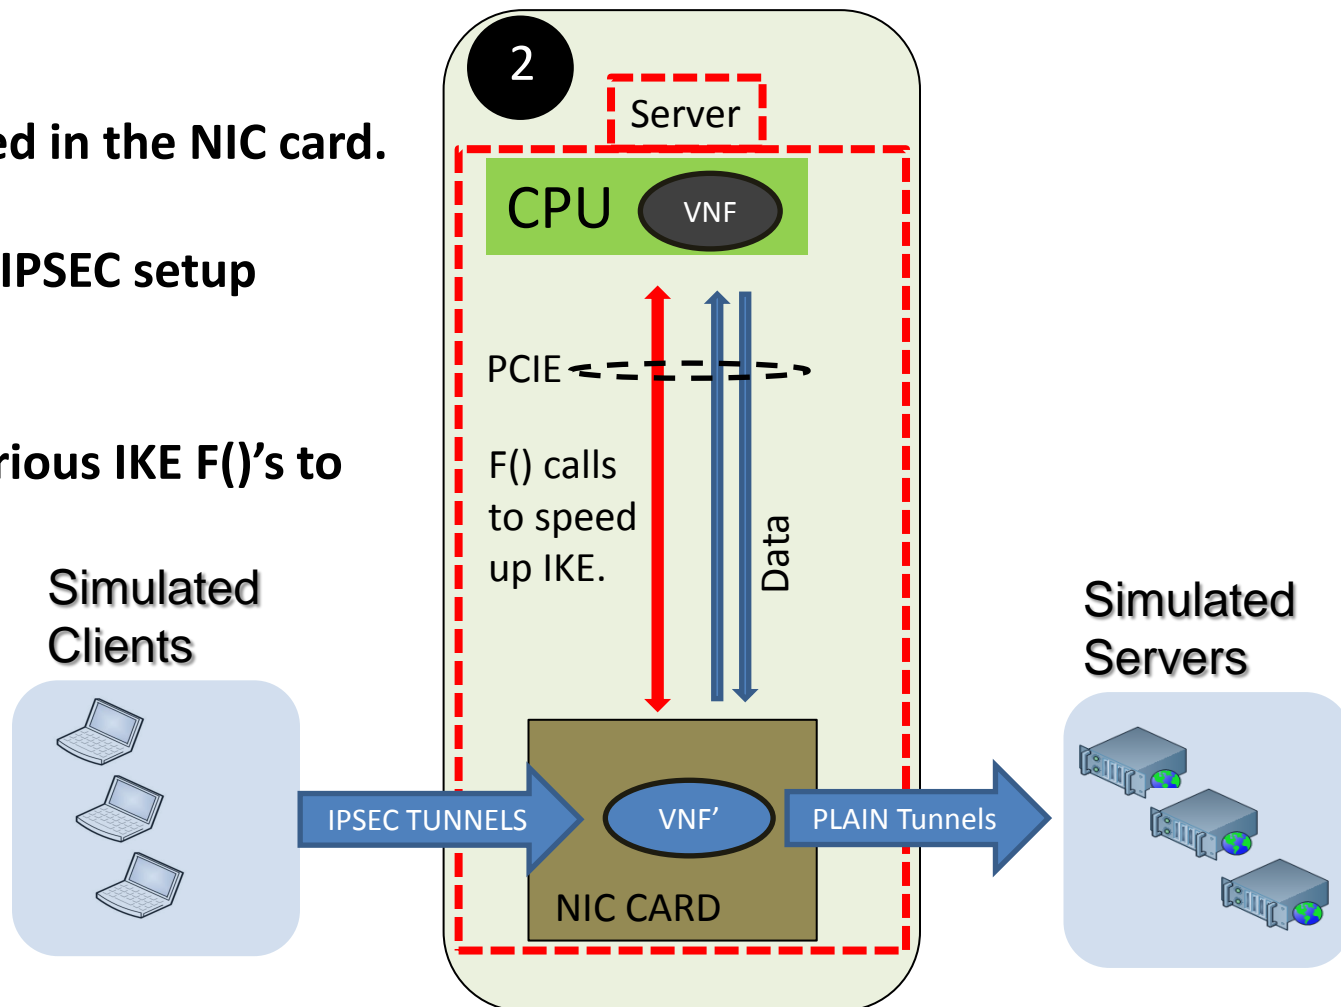 2
Server
ed in the NIC card.
CPU
VNF
IPSEC setup
PCIE
rious IKE F()’s to
F() calls
to speed
up IKE.
Data
Simulated
Clients
Simulated
Servers
IPSEC TUNNELS
VNF’
PLAIN Tunnels
NIC CARD